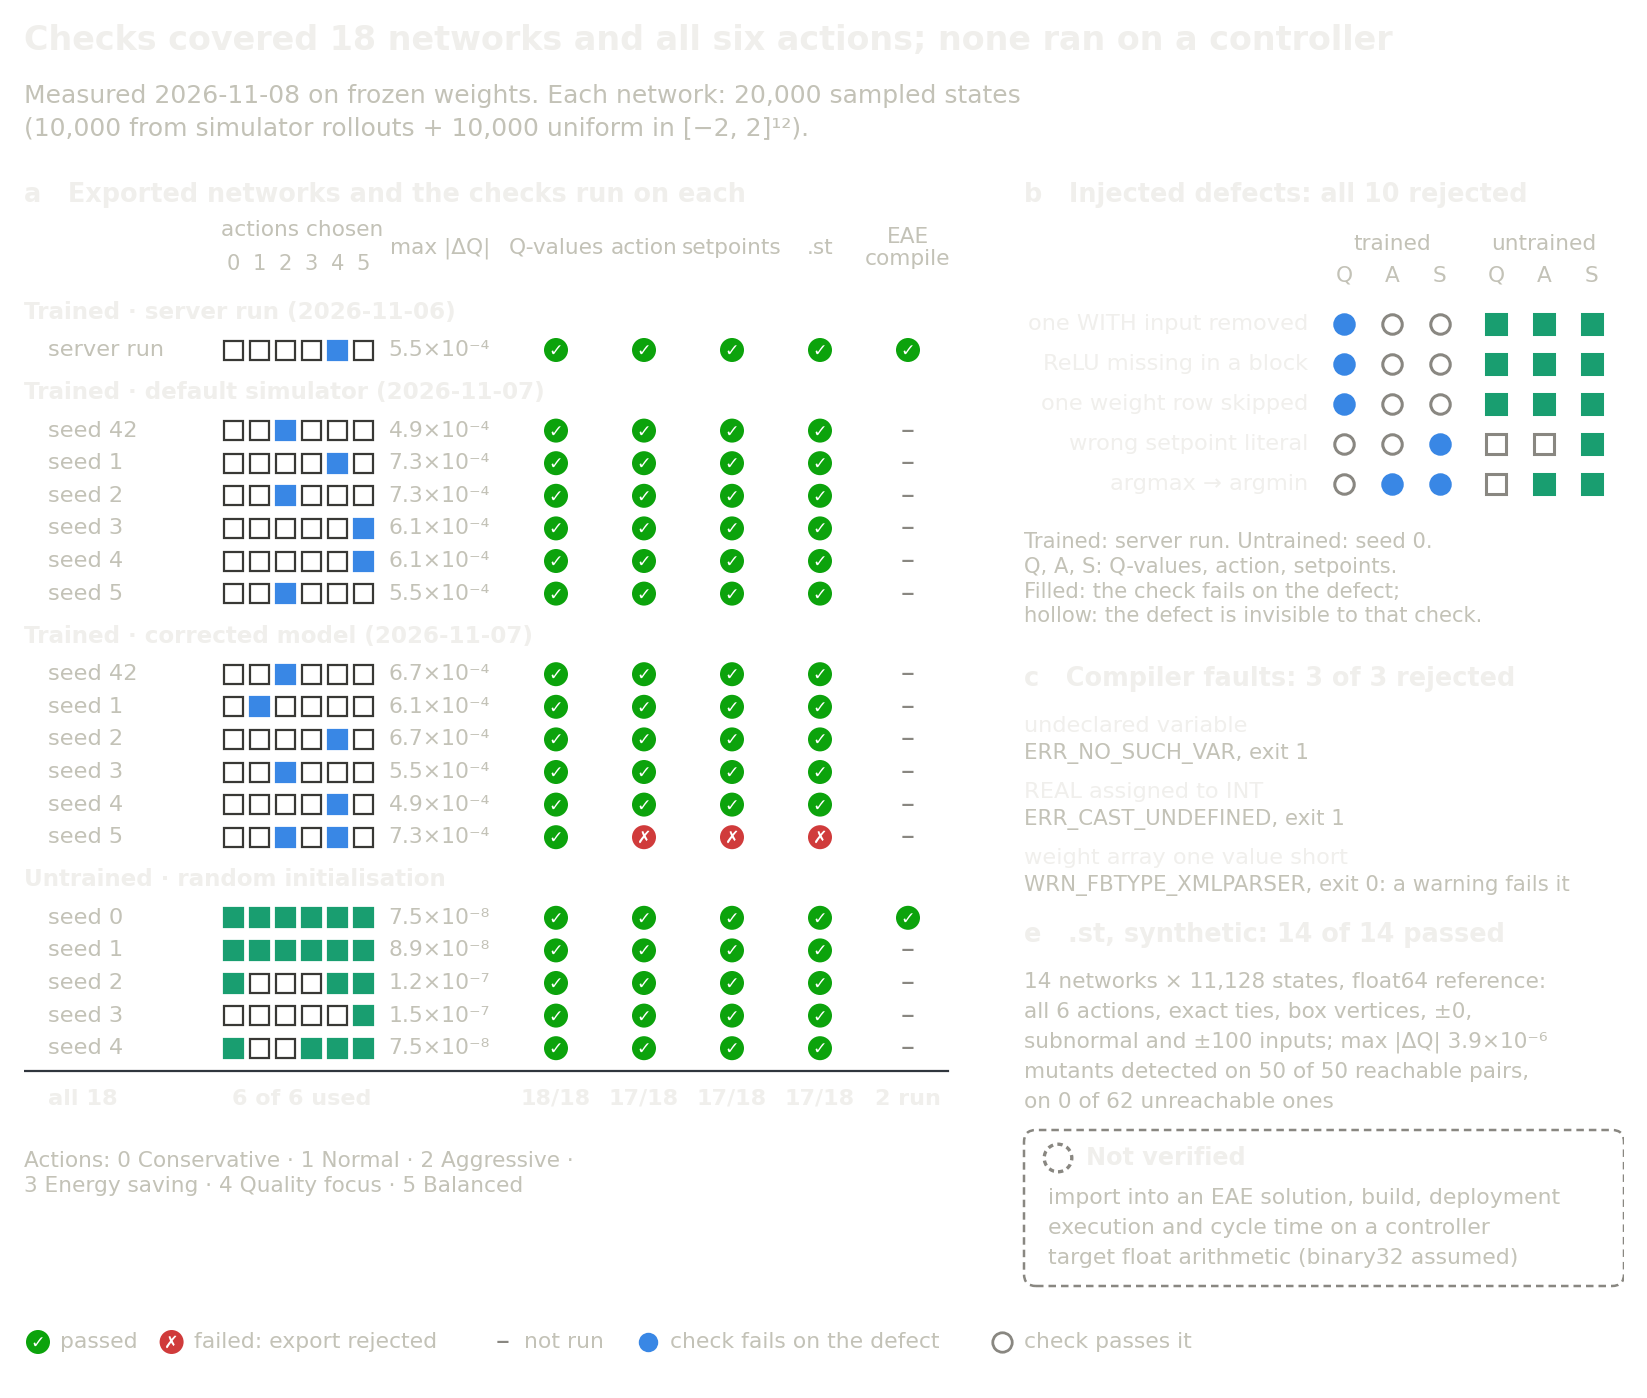 Checks covered 18 networks and all six actions; none ran on a controller
Measured 2026-11-08 on frozen weights. Each network: 20,000 sampled states
(10,000 from simulator rollouts + 10,000 uniform in [−2, 2]¹²).
a Exported networks and the checks run on each
actions chosen
0 1 2 3 4 5
max |ΔQ| Q-values action setpoints .st EAE compile
Trained · server run (2026-11-06)
server run 5.5×10⁻⁴ ✓ ✓ ✓ ✓ ✓
Trained · default simulator (2026-11-07)
seed 42 4.9×10⁻⁴ ✓ ✓ ✓ ✓ –
seed 1 7.3×10⁻⁴ ✓ ✓ ✓ ✓ –
seed 2 7.3×10⁻⁴ ✓ ✓ ✓ ✓ –
seed 3 6.1×10⁻⁴ ✓ ✓ ✓ ✓ –
seed 4 6.1×10⁻⁴ ✓ ✓ ✓ ✓ –
seed 5 5.5×10⁻⁴ ✓ ✓ ✓ ✓ –
Trained · corrected model (2026-11-07)
seed 42 6.7×10⁻⁴ ✓ ✓ ✓ ✓ –
seed 1 6.1×10⁻⁴ ✓ ✓ ✓ ✓ –
seed 2 6.7×10⁻⁴ ✓ ✓ ✓ ✓ –
seed 3 5.5×10⁻⁴ ✓ ✓ ✓ ✓ –
seed 4 4.9×10⁻⁴ ✓ ✓ ✓ ✓ –
seed 5 7.3×10⁻⁴ ✓ ✗ ✗ ✗ –
Untrained · random initialisation
seed 0 7.5×10⁻⁸ ✓ ✓ ✓ ✓ ✓
seed 1 8.9×10⁻⁸ ✓ ✓ ✓ ✓ –
seed 2 1.2×10⁻⁷ ✓ ✓ ✓ ✓ –
seed 3 1.5×10⁻⁷ ✓ ✓ ✓ ✓ –
seed 4 7.5×10⁻⁸ ✓ ✓ ✓ ✓ –
all 18 6 of 6 used 18/18 17/18 17/18 17/18 2 run
Actions: 0 Conservative · 1 Normal · 2 Aggressive ·
3 Energy saving · 4 Quality focus · 5 Balanced
b Injected defects: all 10 rejected
trained untrained
Q A S Q A S
one WITH input removed
ReLU missing in a block
one weight row skipped
wrong setpoint literal
argmax → argmin
Trained: server run. Untrained: seed 0.
Q, A, S: Q-values, action, setpoints.
Filled: the check fails on the defect;
hollow: the defect is invisible to that check.
c Compiler faults: 3 of 3 rejected
undeclared variable
ERR_NO_SUCH_VAR, exit 1
REAL assigned to INT
ERR_CAST_UNDEFINED, exit 1
weight array one value short
WRN_FBTYPE_XMLPARSER, exit 0: a warning fails it
e .st, synthetic: 14 of 14 passed
14 networks × 11,128 states, float64 reference:
all 6 actions, exact ties, box vertices, ±0,
subnormal and ±100 inputs; max |ΔQ| 3.9×10⁻⁶
mutants detected on 50 of 50 reachable pairs,
on 0 of 62 unreachable ones
Not verified
import into an EAE solution, build, deployment
execution and cycle time on a controller
target float arithmetic (binary32 assumed)
✓ passed ✗ failed: export rejected – not run check fails on the defect check passes it